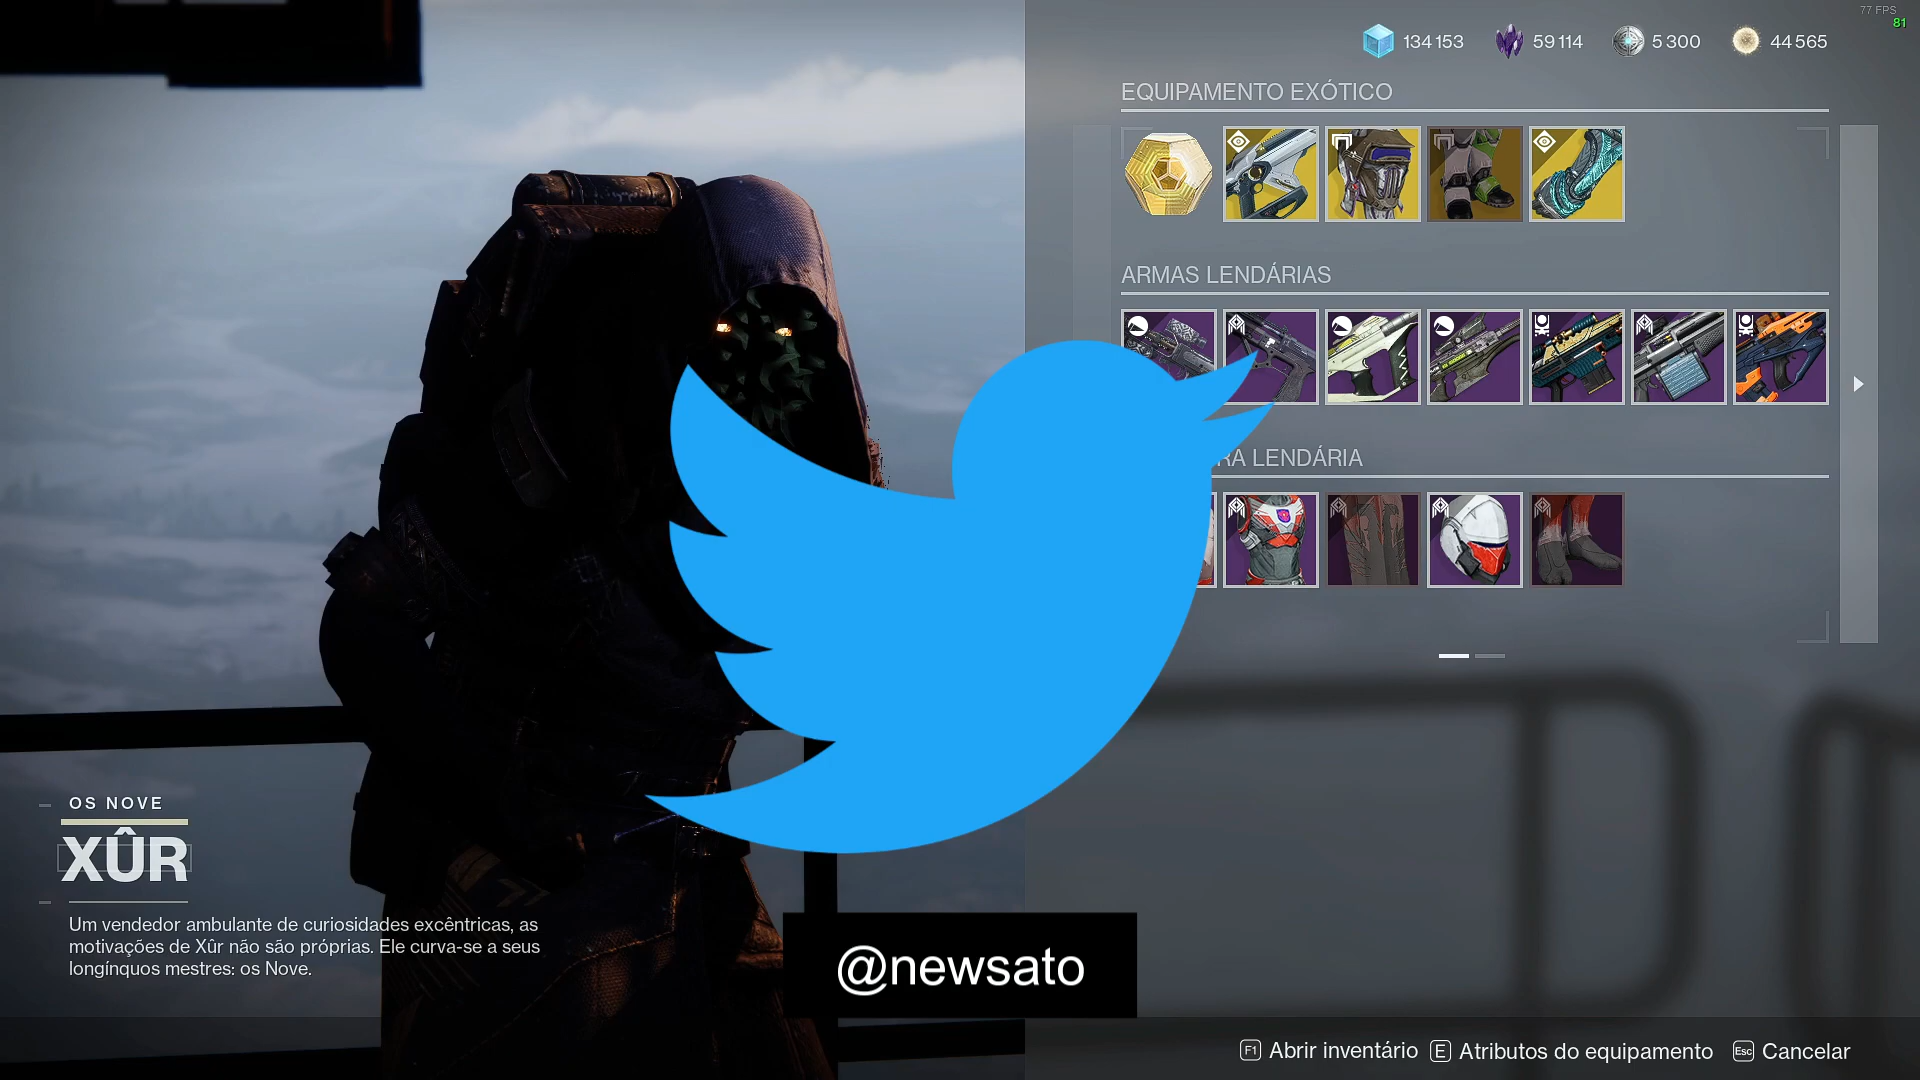 77 FPS
81
134 153
59 114
5 300
44 565
EQUIPAMENTO EXÓTICO
ARMAS LENDÁRIAS
RA LENDÁRIA
OS NOVE
XÛR
Um vendedor ambulante de curiosidades excêntricas, as
motivações de Xûr não são próprias. Ele curva-se a seus
longínquos mestres: os Nove.
@newsato
F1 Abrir inventário E Atributos do equipamento Esc Cancelar